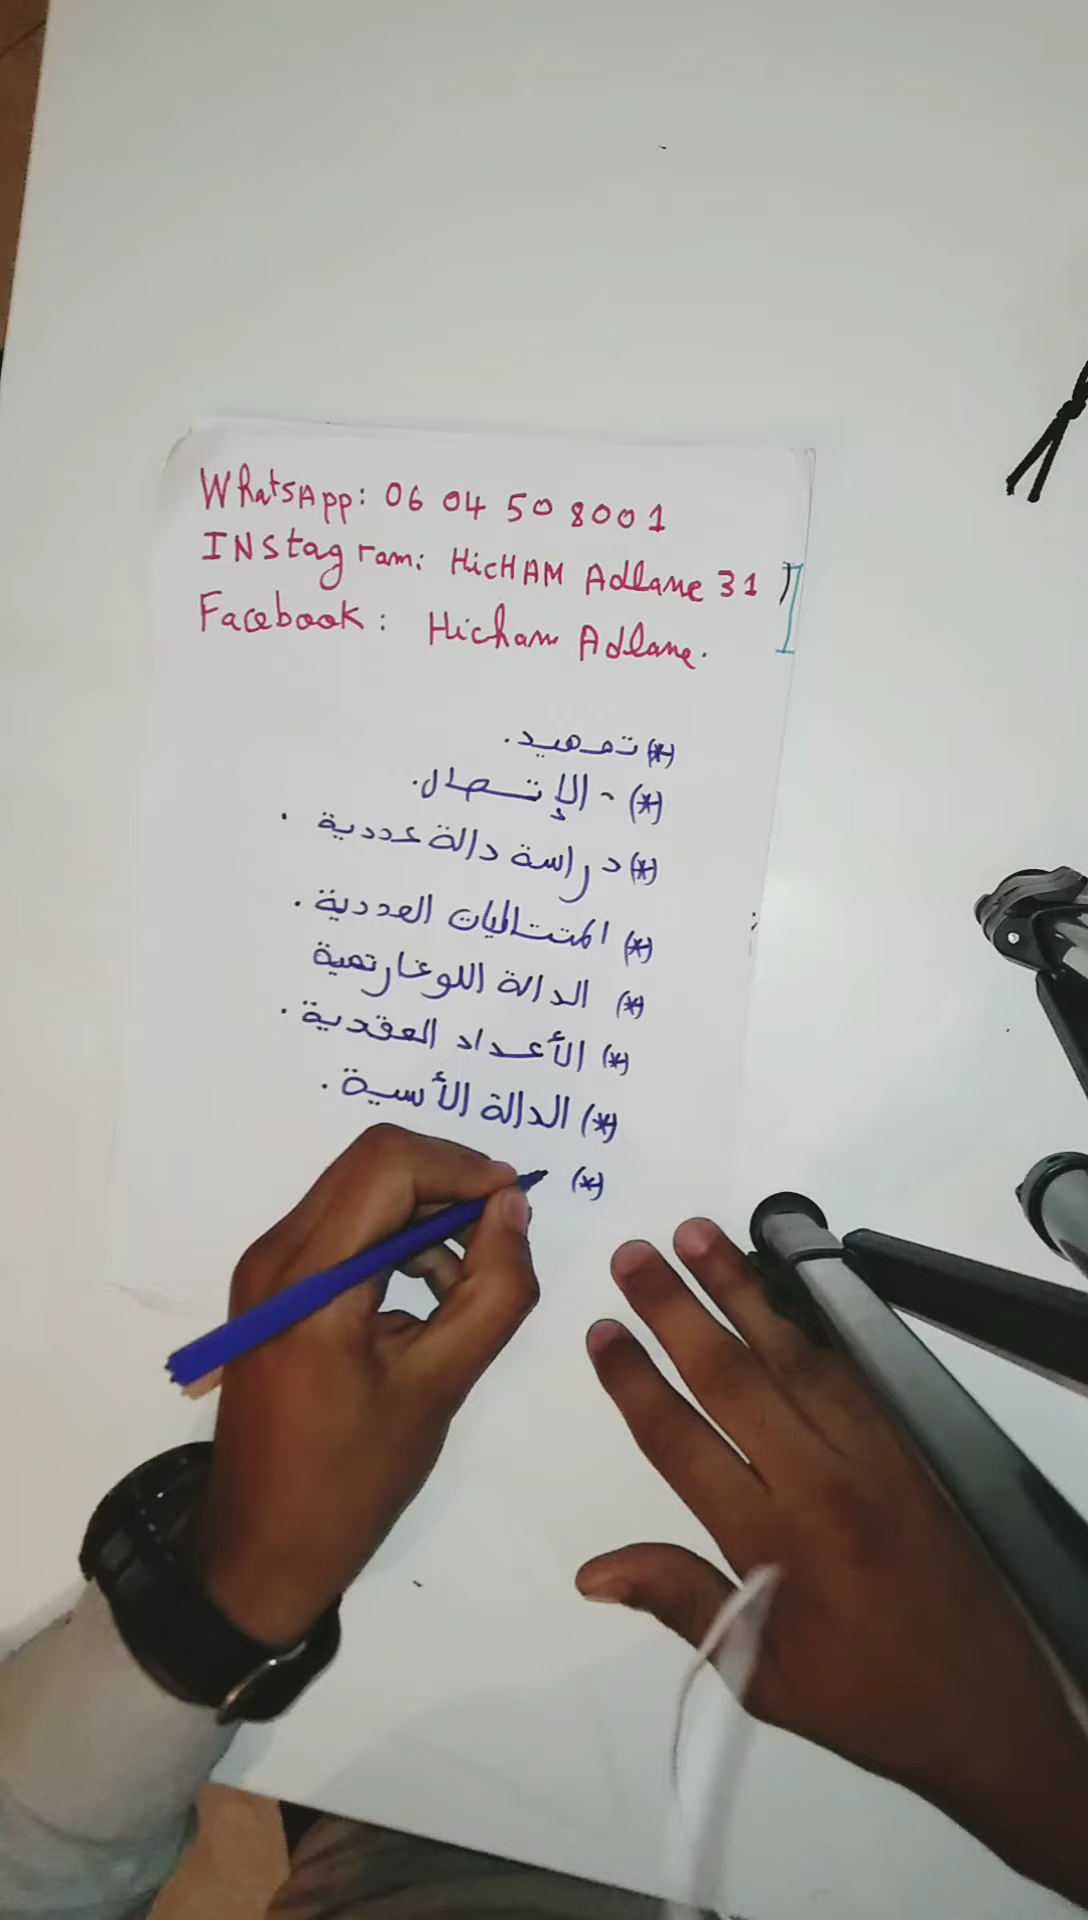 WhatsApp: 06 04 50 8001
INstagram: HicHAM Adlane 31
Facebook: Hicham Adlane.
(*) تمهيد.
(*) - الإتصال.
(*) دراسة دالة عددية .
(*) المتتاليات العددية .
(*) الدالة اللوغارتمية
(*) الأعداد العقدية .
(*) الدالة الأسية .
(*)